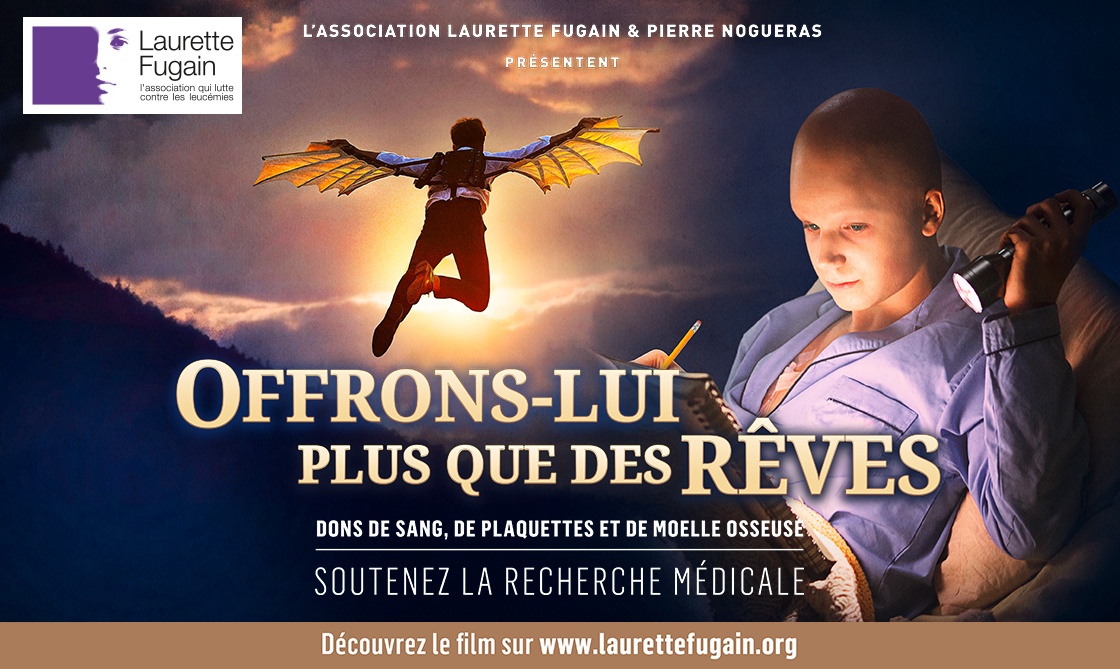 Laurette
Fugain
l'association qui lutte
contre les leucémies
L'ASSOCIATION LAURETTE FUGAIN & PIERRE NOGUERAS
PRÉSENTENT
OFFRONS-LUI
PLUS QUE DES RÊVES
DONS DE SANG, DE PLAQUETTES ET DE MOELLE OSSEUSE
SOUTENEZ LA RECHERCHE MÉDICALE
Découvrez le film sur www.laurettefugain.org